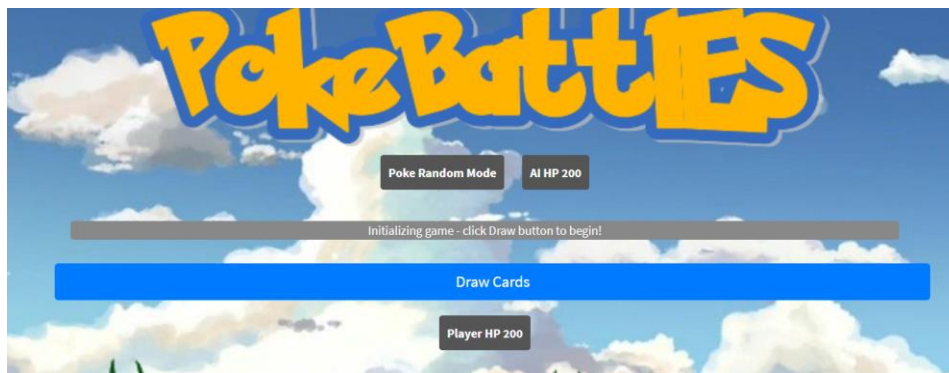 PokeBattlES
Poke Random Mode AI HP 200
Initializing game - click Draw button to begin!
Draw Cards
Player HP 200